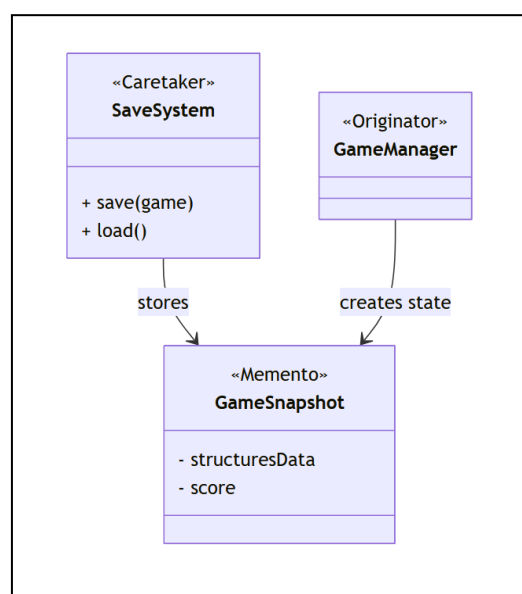 «Caretaker»
SaveSystem
+ save(game)
+ load()
«Originator»
GameManager
stores
creates state
«Memento»
GameSnapshot
- structuresData
- score